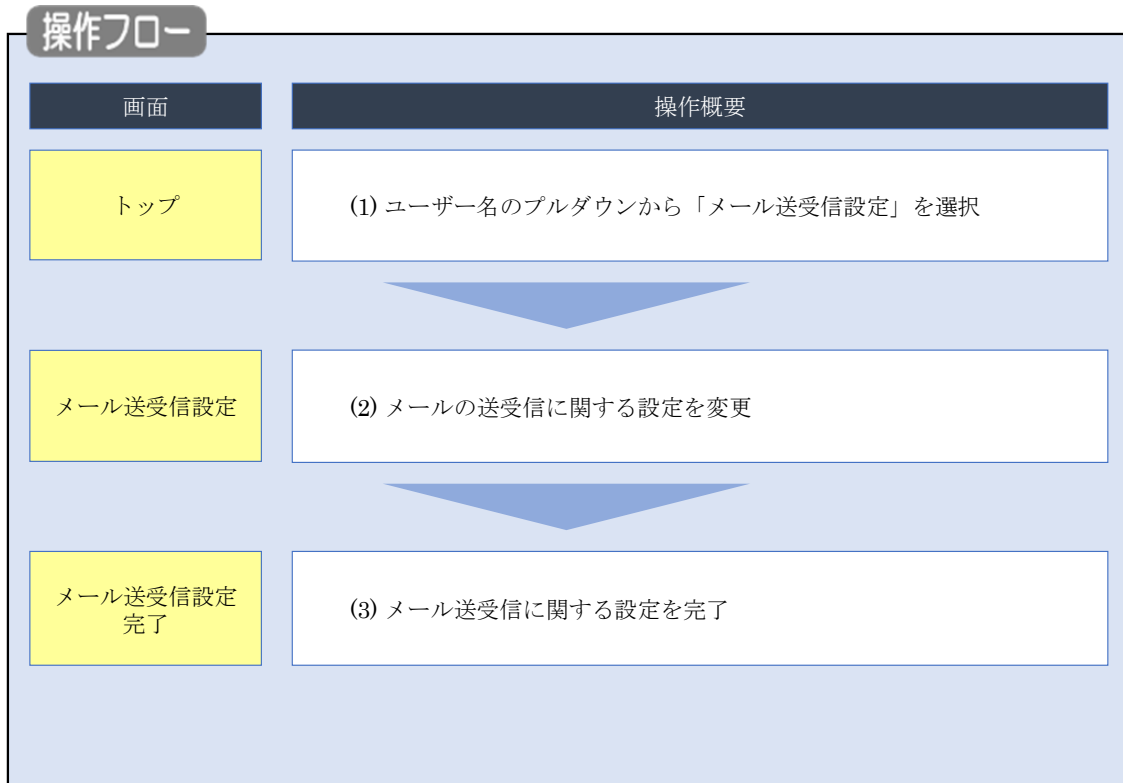 操作フロー
画面
操作概要
トップ
(1) ユーザー名のプルダウンから「メール送受信設定」を選択
メール送受信設定
(2) メールの送受信に関する設定を変更
メール送受信設定
完了
(3) メール送受信に関する設定を完了